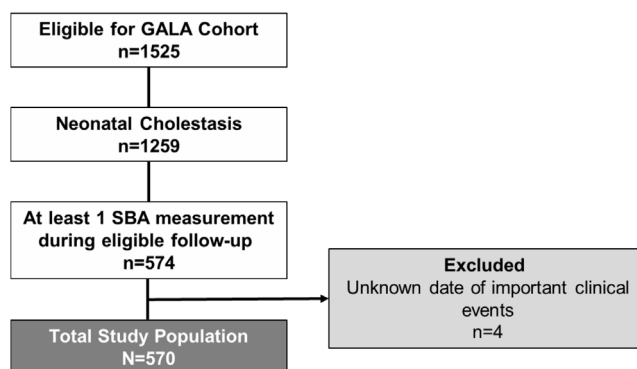 Eligible for GALA Cohort
n=1525
Neonatal Cholestasis
n=1259
At least 1 SBA measurement
during eligible follow-up
n=574
Excluded
Unknown date of important clinical
events
n=4
Total Study Population
N=570